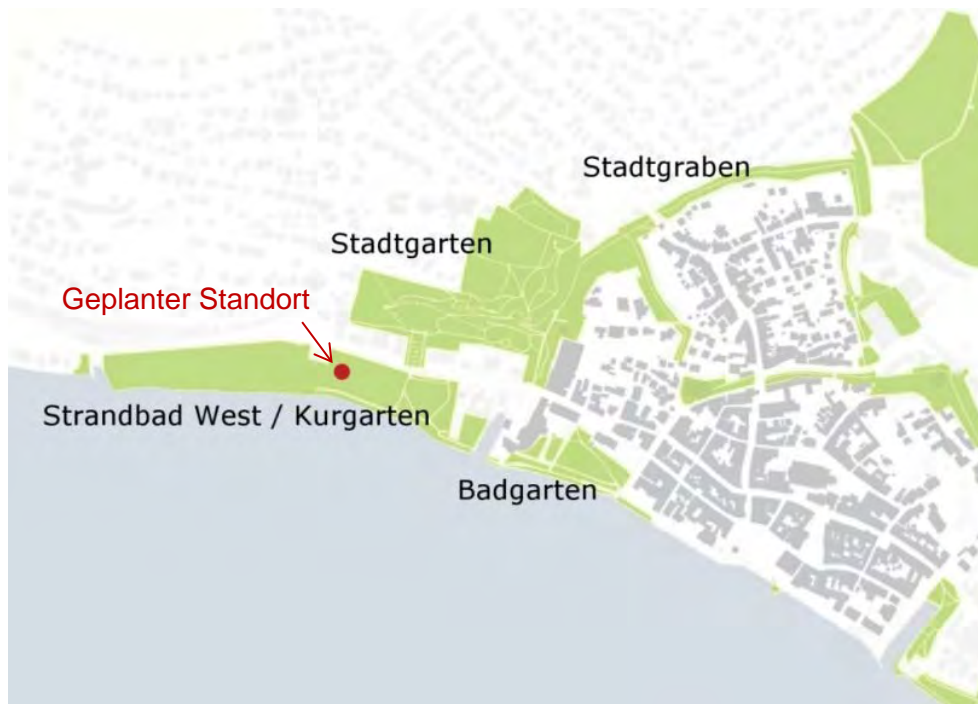 Stadtgraben
Stadtgarten
Geplanter Standort
Strandbad West / Kurgarten
Badgarten